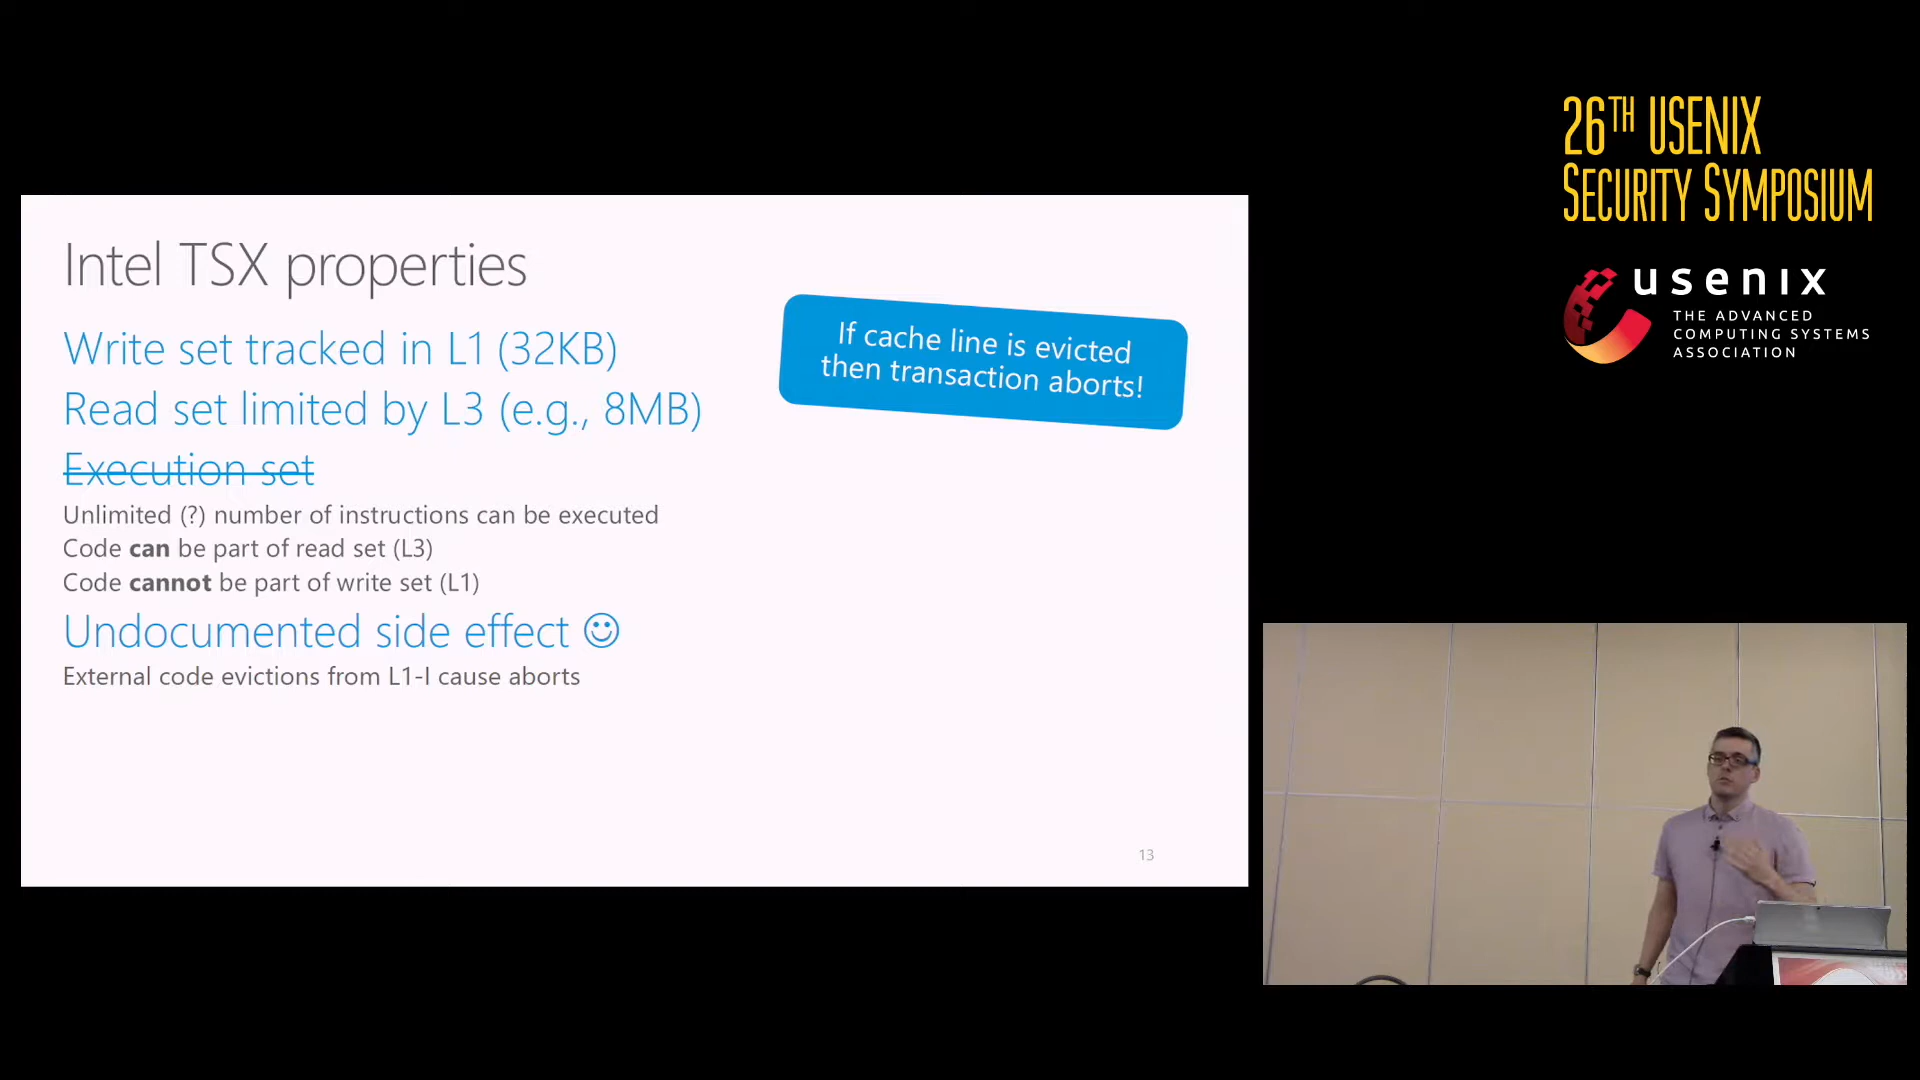 26TH USENIX
SECURITY SYMPOSIUM
usenix
THE ADVANCED
COMPUTING SYSTEMS
ASSOCIATION
Intel TSX properties
Write set tracked in L1 (32KB)
Read set limited by L3 (e.g., 8MB)
Execution set
Unlimited (?) number of instructions can be executed
Code can be part of read set (L3)
Code cannot be part of write set (L1)
Undocumented side effect ☺
External code evictions from L1-I cause aborts
If cache line is evicted
then transaction aborts!
13